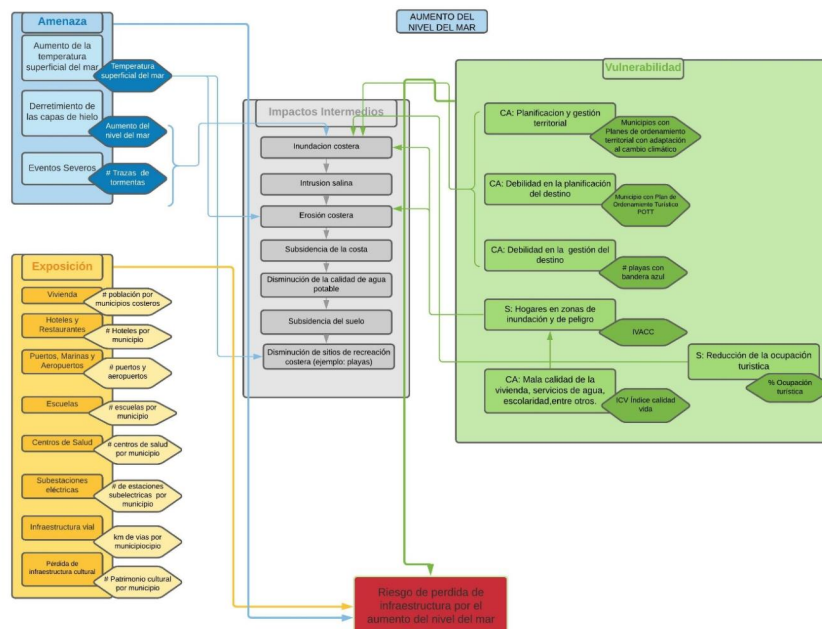 AUMENTO DEL
NIVEL DEL MAR
Amenaza
Aumento de la
temperatura
superficial del mar
Temperatura
superficial del mar
Derretimiento de
las capas de hielo
Aumento del
nivel del mar
Eventos Severos
# Trazas de
tormentas
Exposición
Vivienda
# población por
municipios costeros
Hoteles y
Restaurantes
# Hoteles por
municipio
Puertos, Marinas y
Aeropuertos
# puertos y
aeropuertos
Escuelas
# escuelas por
municipio
Centros de Salud
# centros de salud
por municipio
Subestaciones
eléctricas
# de estaciones
subelectricas por
municipio
Infraestructura vial
km de vias por
municipiocipio
Pérdida de
infraestructura cultural
# Patrimonio cultural
por municipio
Impactos Intermedios
Inundacion costera
Intrusion salina
Erosión costera
Subsidencia de la costa
Disminución de la calidad de agua
potable
Subsidencia del suelo
Disminución de sitios de recreación
costera (ejemplo: playas)
Vulnerabilidad
CA: Planificacion y gestión
territorial
Municipios con
Planes de ordenamiento
territorial con adaptación
al cambio climático
CA: Debilidad en la planificación
del destino
Municipio con Plan de
Ordenamiento Turístico
POTT
CA: Debilidad en la gestión del
destino
# playas con
bandera azul
S: Hogares en zonas de
inundación y de peligro
IVACC
S: Reducción de la ocupación
turistica
% Ocupación
turística
CA: Mala calidad de la
vivienda, servicios de agua,
escolaridad,entre otros.
ICV Índice calidad
vida
Riesgo de perdida de
infraestructura por el
aumento del nivel del mar